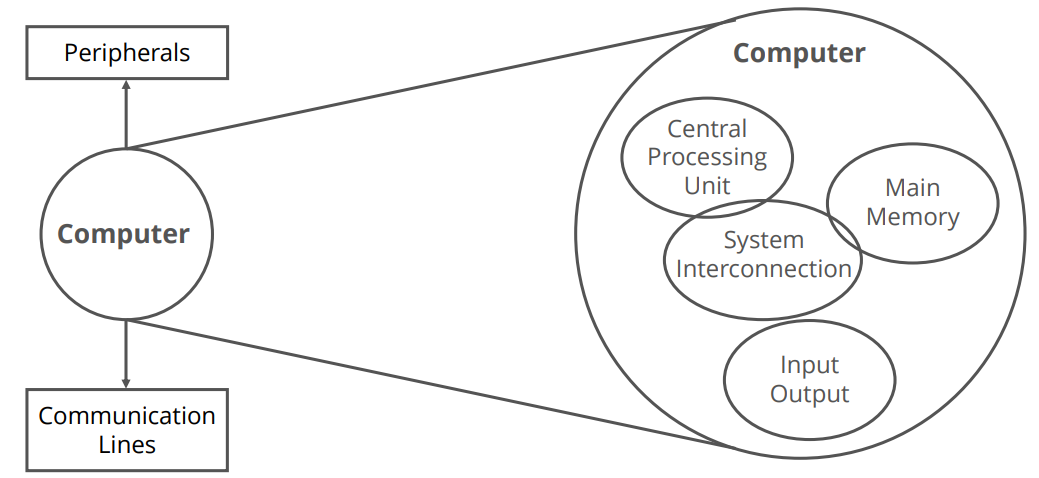 Peripherals
Computer
Communication
Lines
Computer
Central
Processing
Unit
Main
Memory
System
Interconnection
Input
Output